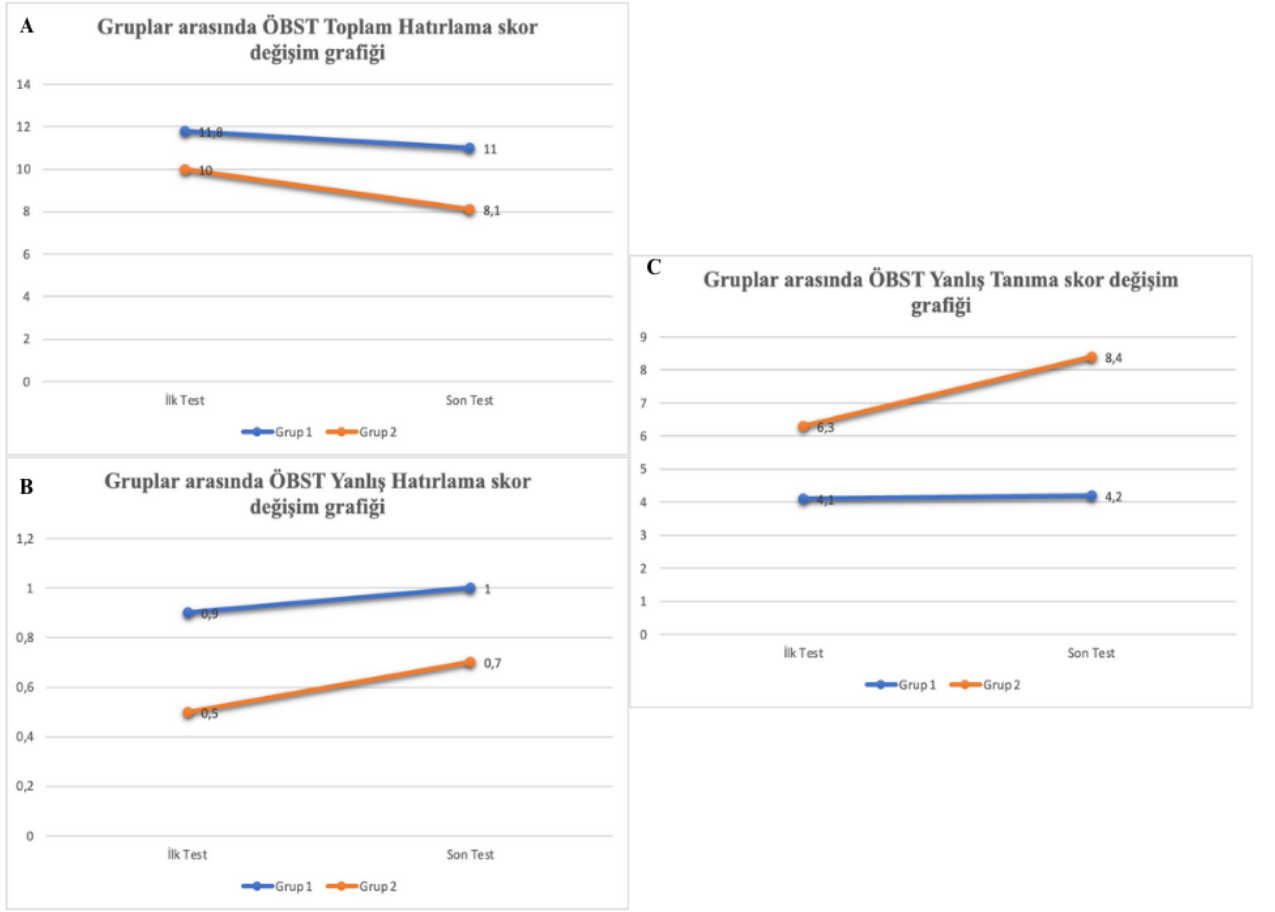 A
Gruplar arasında ÖBST Toplam Hatırlama skor
değişim grafiği
14
12
10
8
6
4
2
0
11,8
11
10
8,1
İlk Test
Son Test
Grup 1
Grup 2
B
Gruplar arasında ÖBST Yanlış Hatırlama skor
değişim grafiği
1,2
1
0,8
0,6
0,4
0,2
0
0,9
1
0,5
0,7
İlk Test
Son Test
Grup 1
Grup 2
C
Gruplar arasında ÖBST Yanlış Tanıma skor değişim
grafiği
9
8
7
6
5
4
3
2
1
0
6,3
8,4
4,1
4,2
İlk Test
Son Test
Grup 1
Grup 2